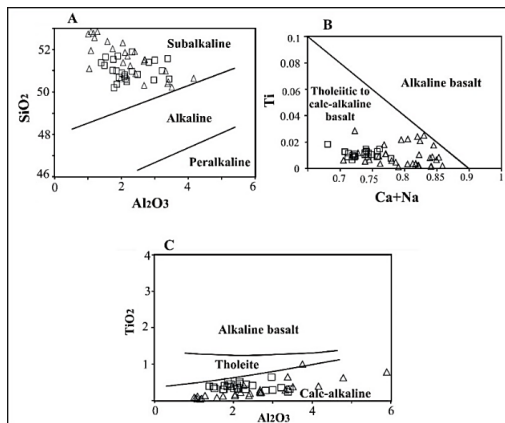 A
SiO2
52
50
48
46
0
2
4
6
Al2O3
Subalkaline
Alkaline
Peralkaline
B
Ti
0.1
0.08
0.06
0.04
0.02
0
0.7
0.75
0.8
0.85
0.9
1
Ca+Na
Alkaline basalt
Tholeiitic to
calc-alkaline
basalt
C
TiO2
4
3
2
1
0
0
1
2
3
4
5
6
Al2O3
Alkaline basalt
Tholeite
Calc-alkaline